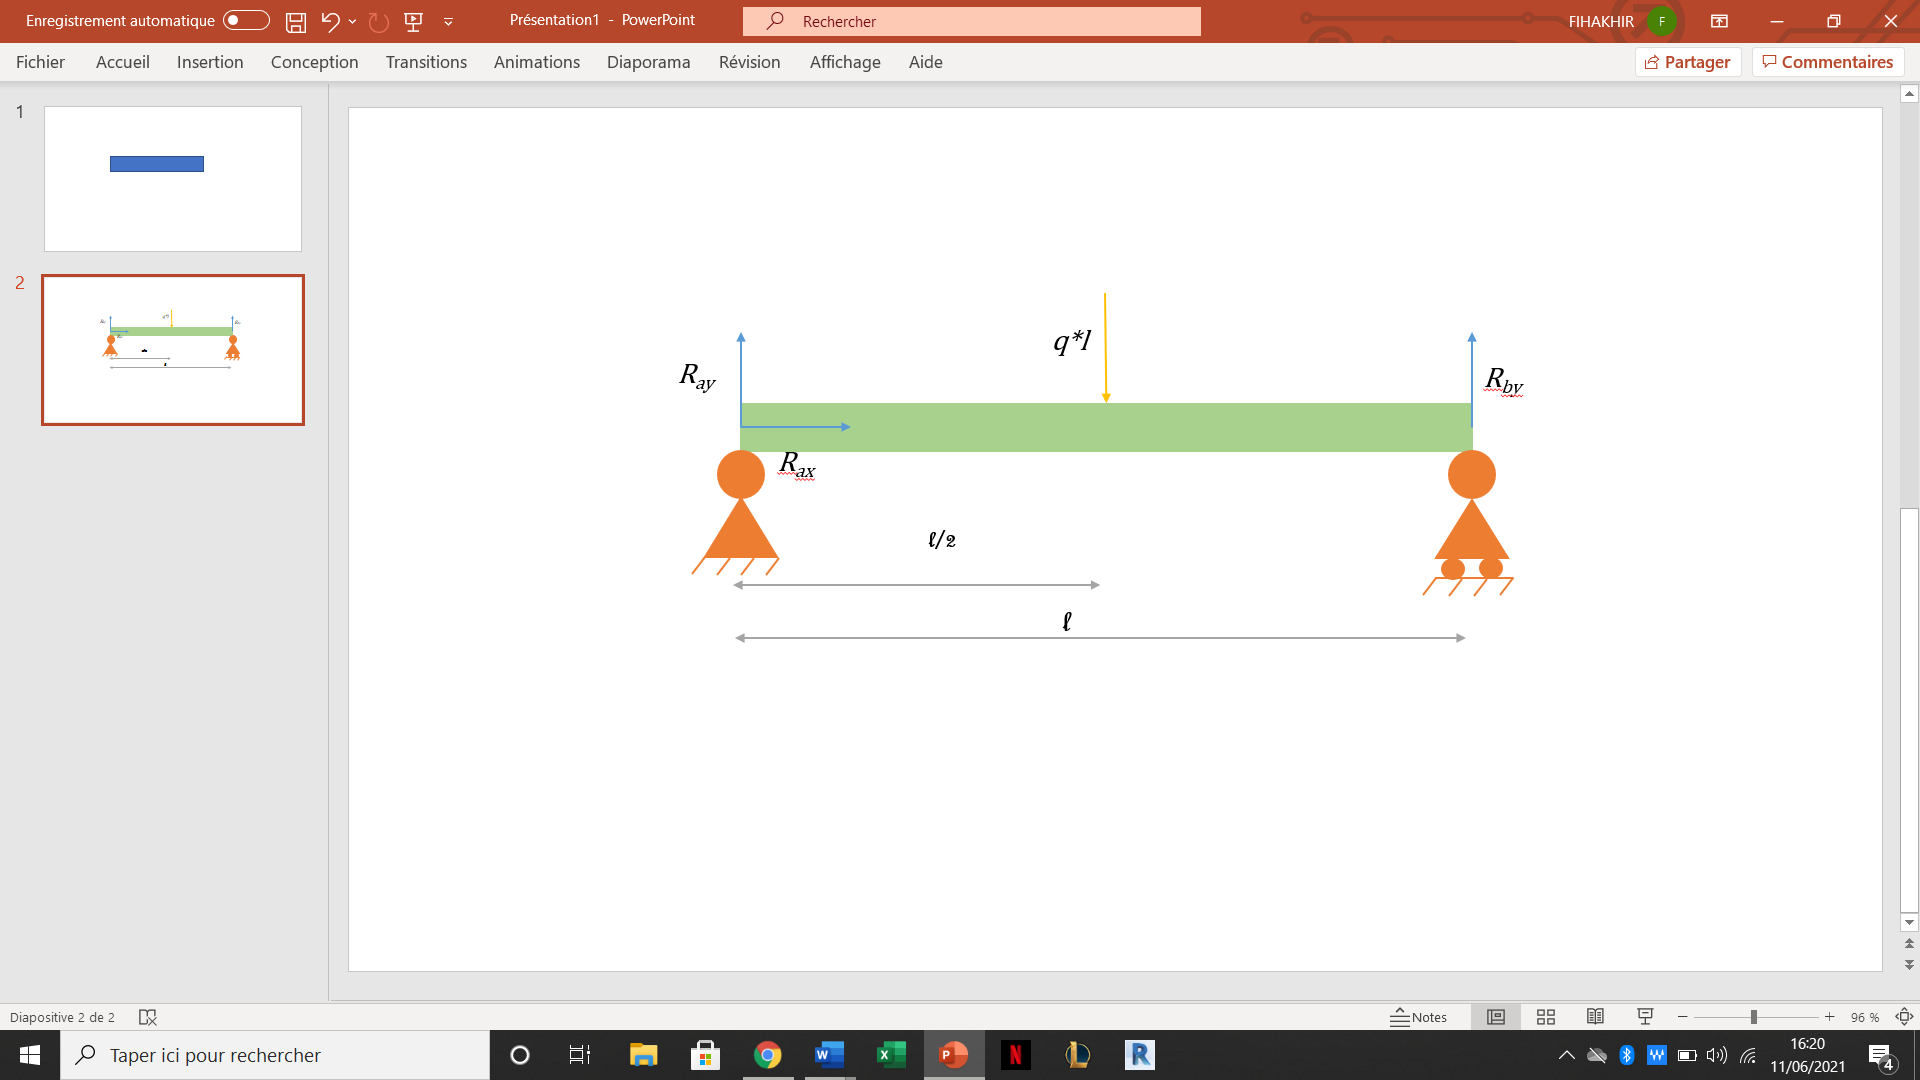 Enregistrement automatique
Présentation1 - PowerPoint
Rechercher
FIHAKHIR
F
Fichier Accueil Insertion Conception Transitions Animations Diaporama Révision Affichage Aide
Partager
Commentaires
1
2
q*l
Ray
Rby
Rax
ℓ/2
ℓ
Diapositive 2 de 2
Notes
96 %
Taper ici pour rechercher
16:20
11/06/2021
4